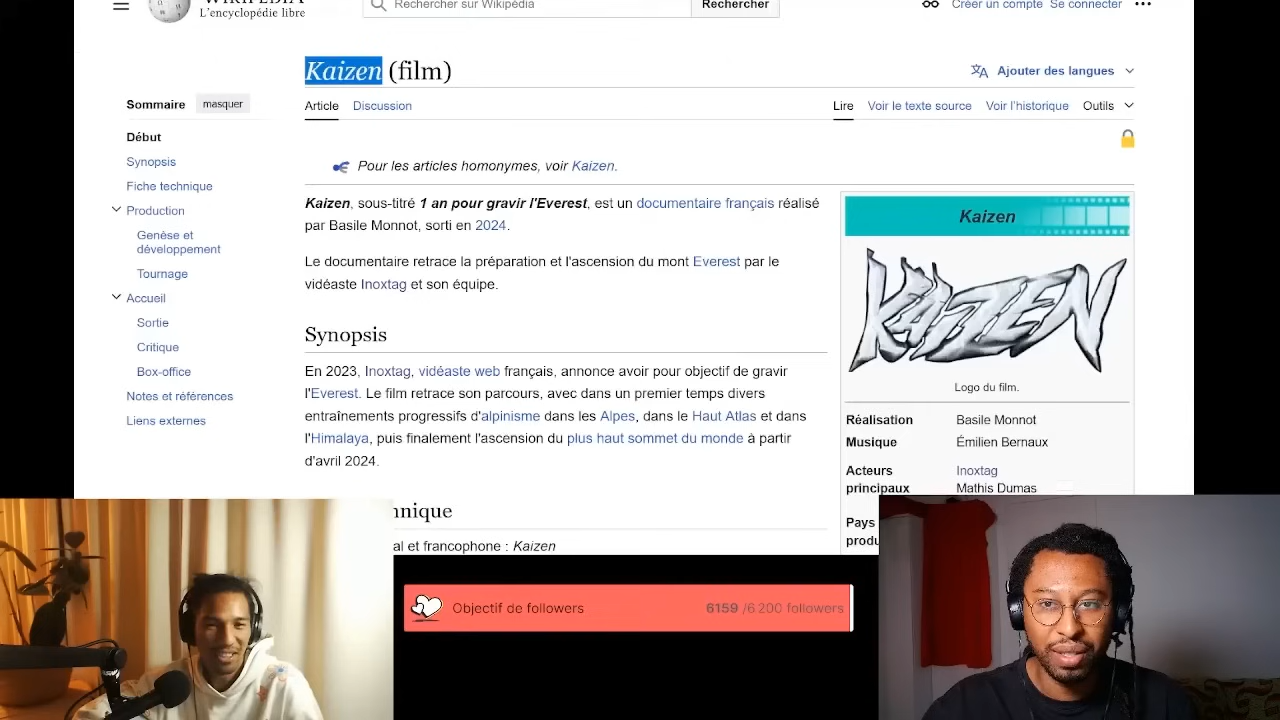 WIKIPÉDIA
L'encyclopédie libre
Rechercher sur Wikipédia
Rechercher
Créer un compte Se connecter
Kaizen (film)
Ajouter des langues
Sommaire masquer
Article Discussion
Lire Voir le texte source Voir l'historique Outils
Début
Synopsis
Fiche technique
Production
Genèse et
développement
Tournage
Accueil
Sortie
Critique
Box-office
Notes et références
Liens externes
Pour les articles homonymes, voir Kaizen.
Kaizen, sous-titré 1 an pour gravir l'Everest, est un documentaire français réalisé
par Basile Monnot, sorti en 2024.
Le documentaire retrace la préparation et l'ascension du mont Everest par le
vidéaste Inoxtag et son équipe.
Synopsis
En 2023, Inoxtag, vidéaste web français, annonce avoir pour objectif de gravir
l'Everest. Le film retrace son parcours, avec dans un premier temps divers
entraînements progressifs d'alpinisme dans les Alpes, dans le Haut Atlas et dans
l'Himalaya, puis finalement l'ascension du plus haut sommet du monde à partir
d'avril 2024.
nnique
al et francophone : Kaizen
Kaizen
KAIZEN
Logo du film.
Réalisation Basile Monnot
Musique Émilien Bernaux
Acteurs Inoxtag
principaux Mathis Dumas
Pays
produ
Objectif de followers 6159 /6 200 followers